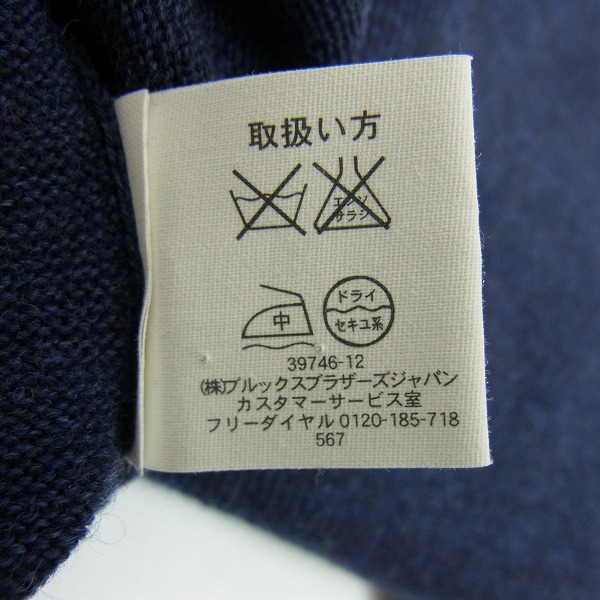 取扱い方
エンソ
サラシ
中
ドライ
セキユ系
39746-12
(株)ブルックスブラザーズジャパン
カスタマーサービス室
フリーダイヤル 0120-185-718
567